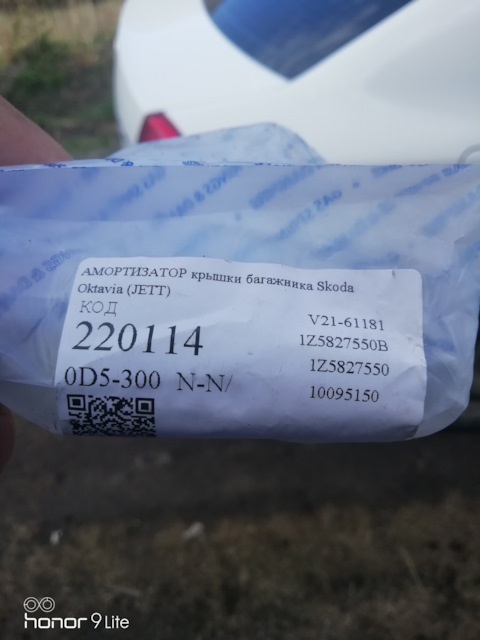 АМОРТИЗАТОР крышки багажника Skoda
Oktavia (JETT)
КОД
220114
0D5-300 N-N/
V21-61181
1Z5827550B
1Z5827550
10095150
honor 9 Lite